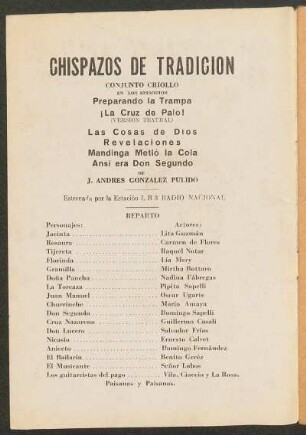 CHISPAZOS DE TRADICION
CONJUNTO CRIOLLO
EN LOS EPISODIOS
Preparando la Trampa
¡La Cruz de Palo!
(VERSION TEATRAL)
Las Cosas de Dios
Revelaciones
Mandinga Metió la Cola
Ansí era Don Segundo
DE
J. ANDRES GONZALEZ PULIDO
Estrenada por la Estación L R 3 RADIO NACIONAL
REPARTO
Personajes: Actores:
Jacinta Lita Guzmán
Rosaura Carmen de Flores
Tijereta Raquel Notar
Florinda Lía Mery
Gramilla Mirtha Bottaro
Doña Pancha Nadina Fábregas
La Torcaza Pipita Sapelli
Juan Manuel Oscar Ugarte
Churrinche Mario Amaya
Don Segundo Domingo Sapelli
Cruz Nazareno Guillermo Casali
Don Lucero Salvador Frías
Nicasio Ernesto Calvet
Aniceto Domingo Fernández
El Bailarín Benito Geróz
El Musicante Señor Lobos
Los guitarristas del pago Vila, Ciaccio y La Rosa.
Paisanas y Paisanos.